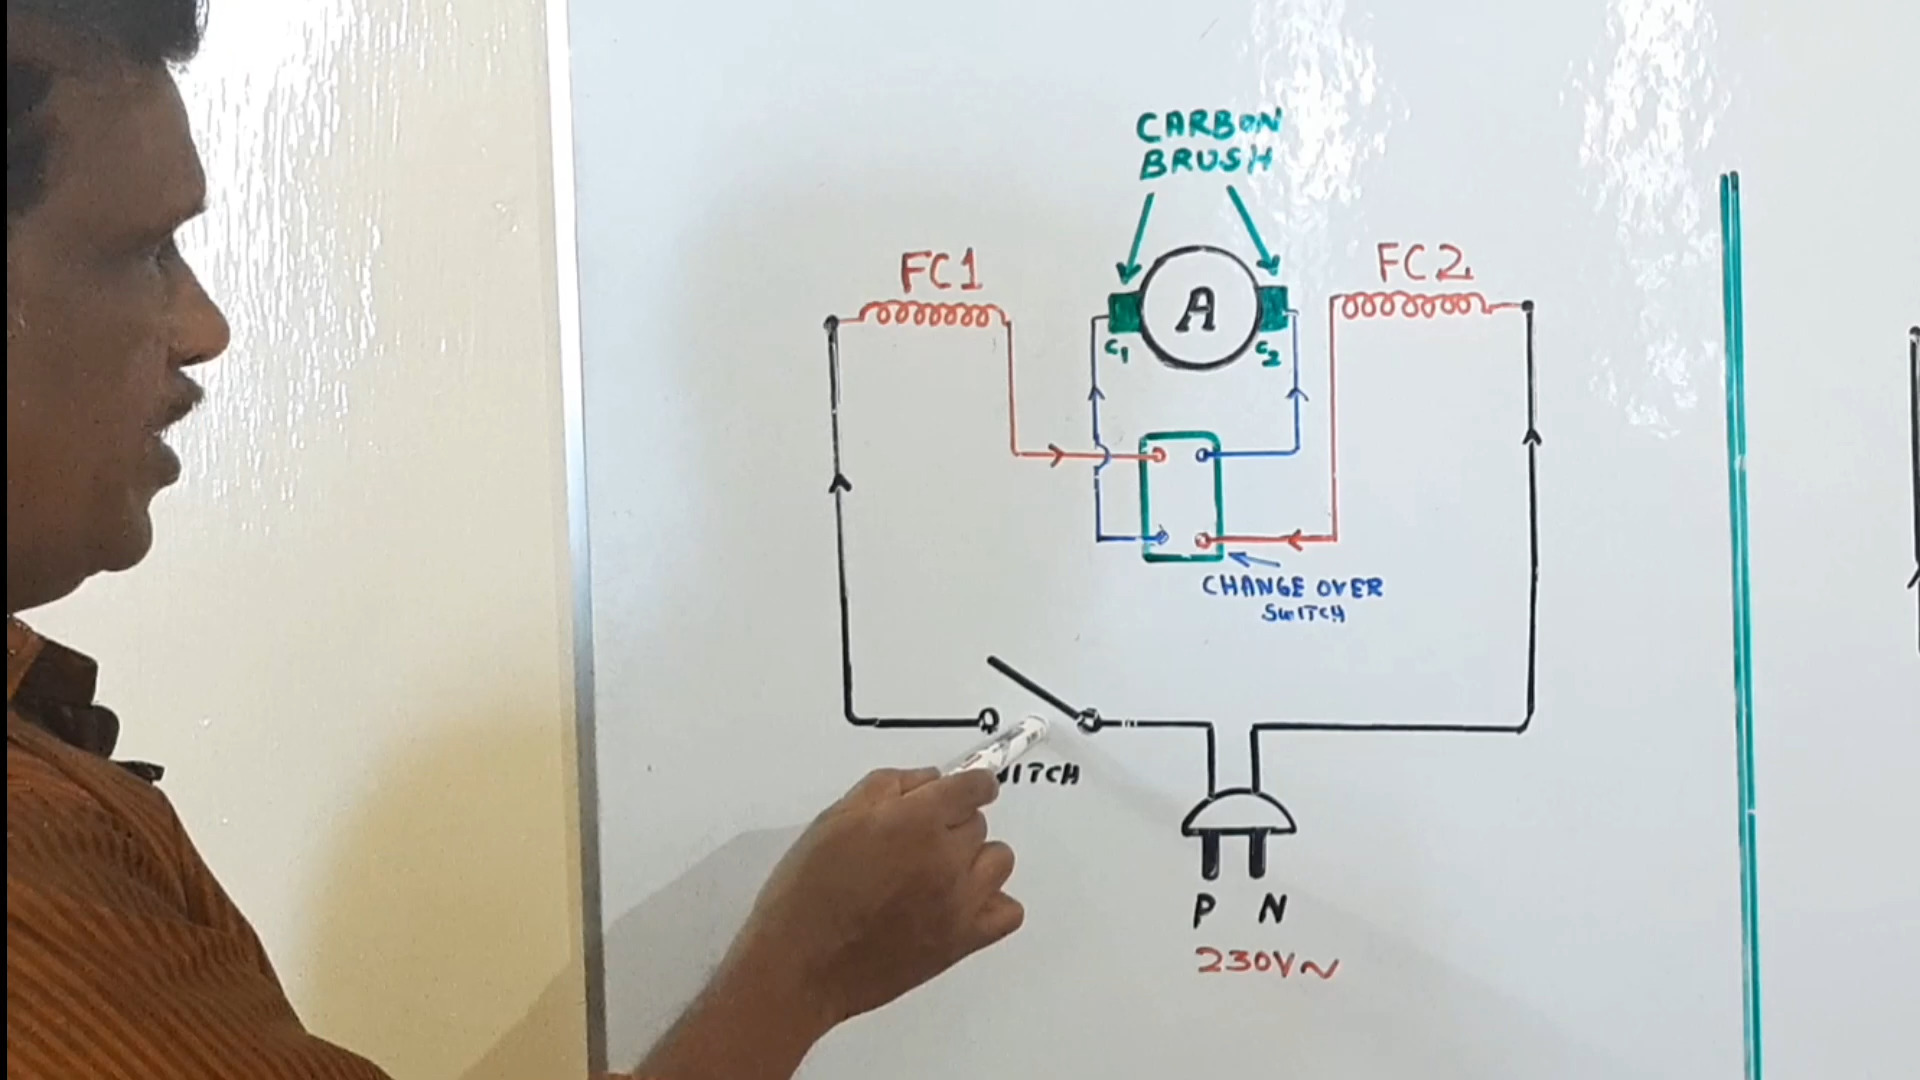 CARBON
BRUSH
FC1
FC2
A
C1
C2
CHANGE OVER
SWITCH
P N
230V~